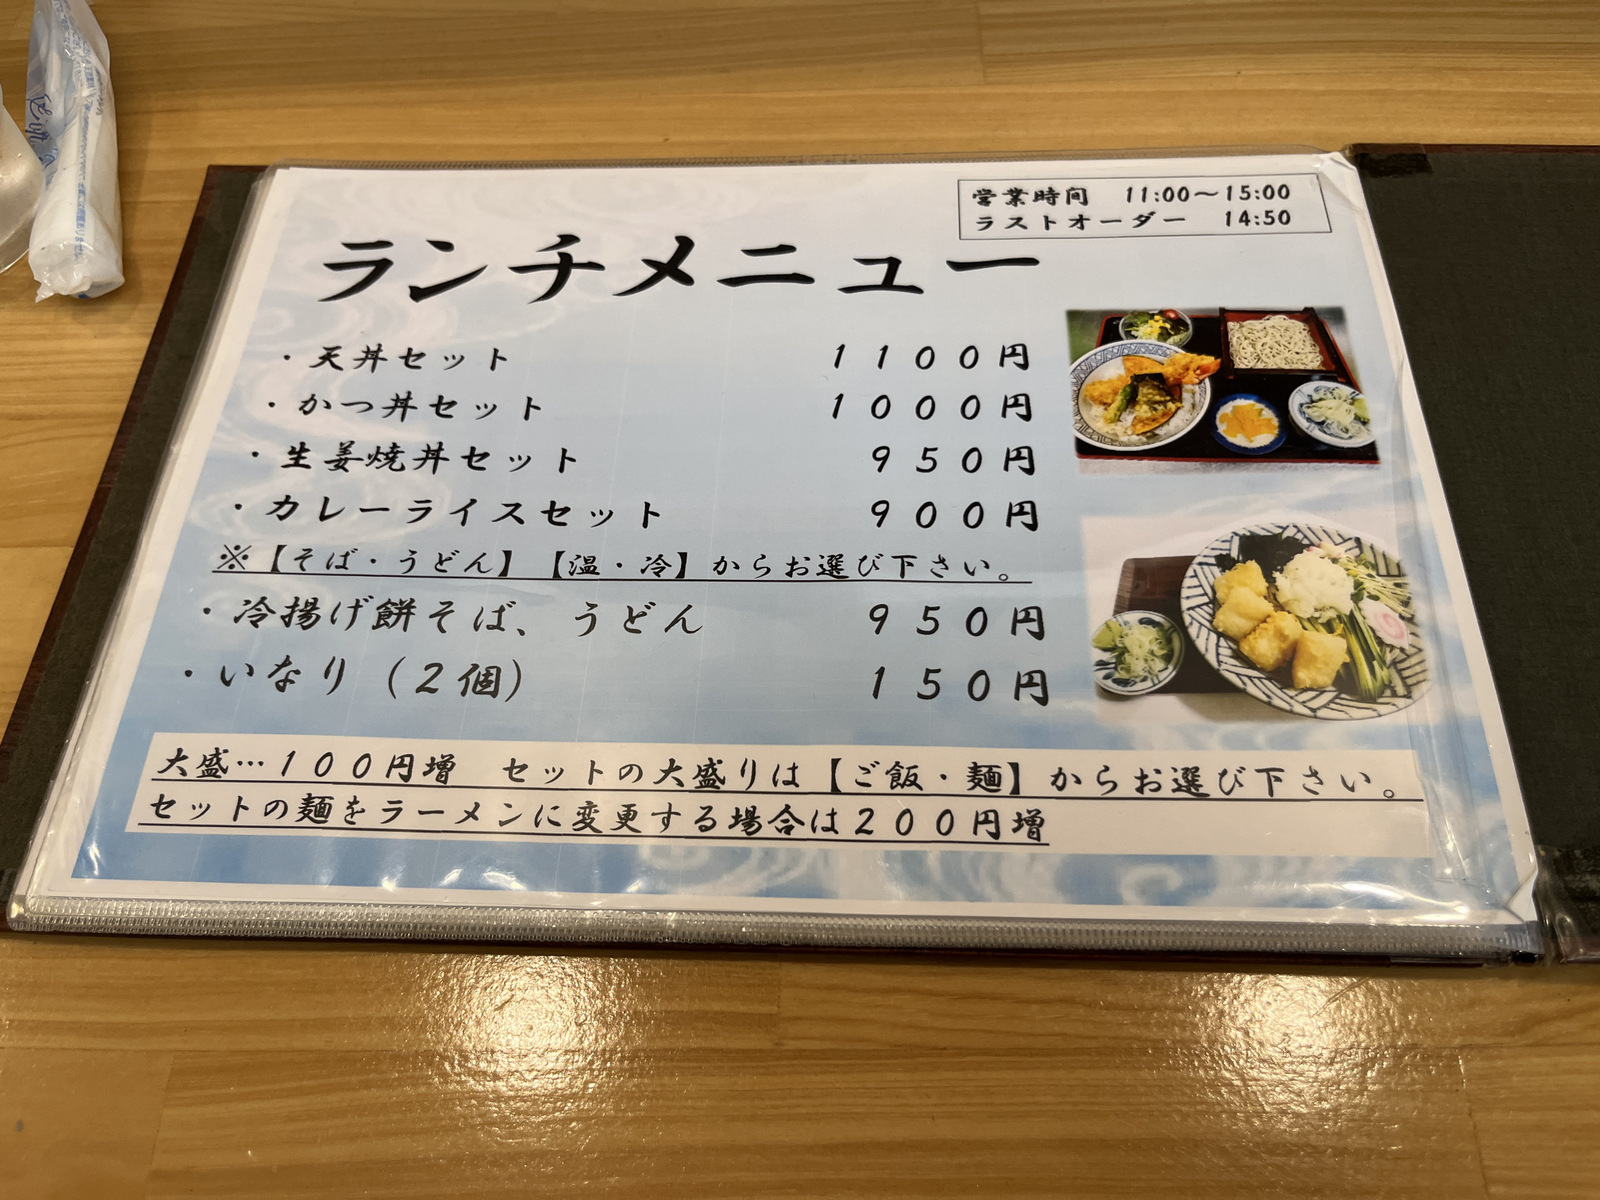 営業時間 11:00～15:00
ラストオーダー 14:50
ランチメニュー
・天丼セット 1100円
・かつ丼セット 1000円
・生姜焼丼セット 950円
・カレーライスセット 900円
※【そば・うどん】【温・冷】からお選び下さい。
・冷揚げ餅そば、うどん 950円
・いなり（2個） 150円
大盛…100円増 セットの大盛りは【ご飯・麺】からお選び下さい。
セットの麺をラーメンに変更する場合は200円増